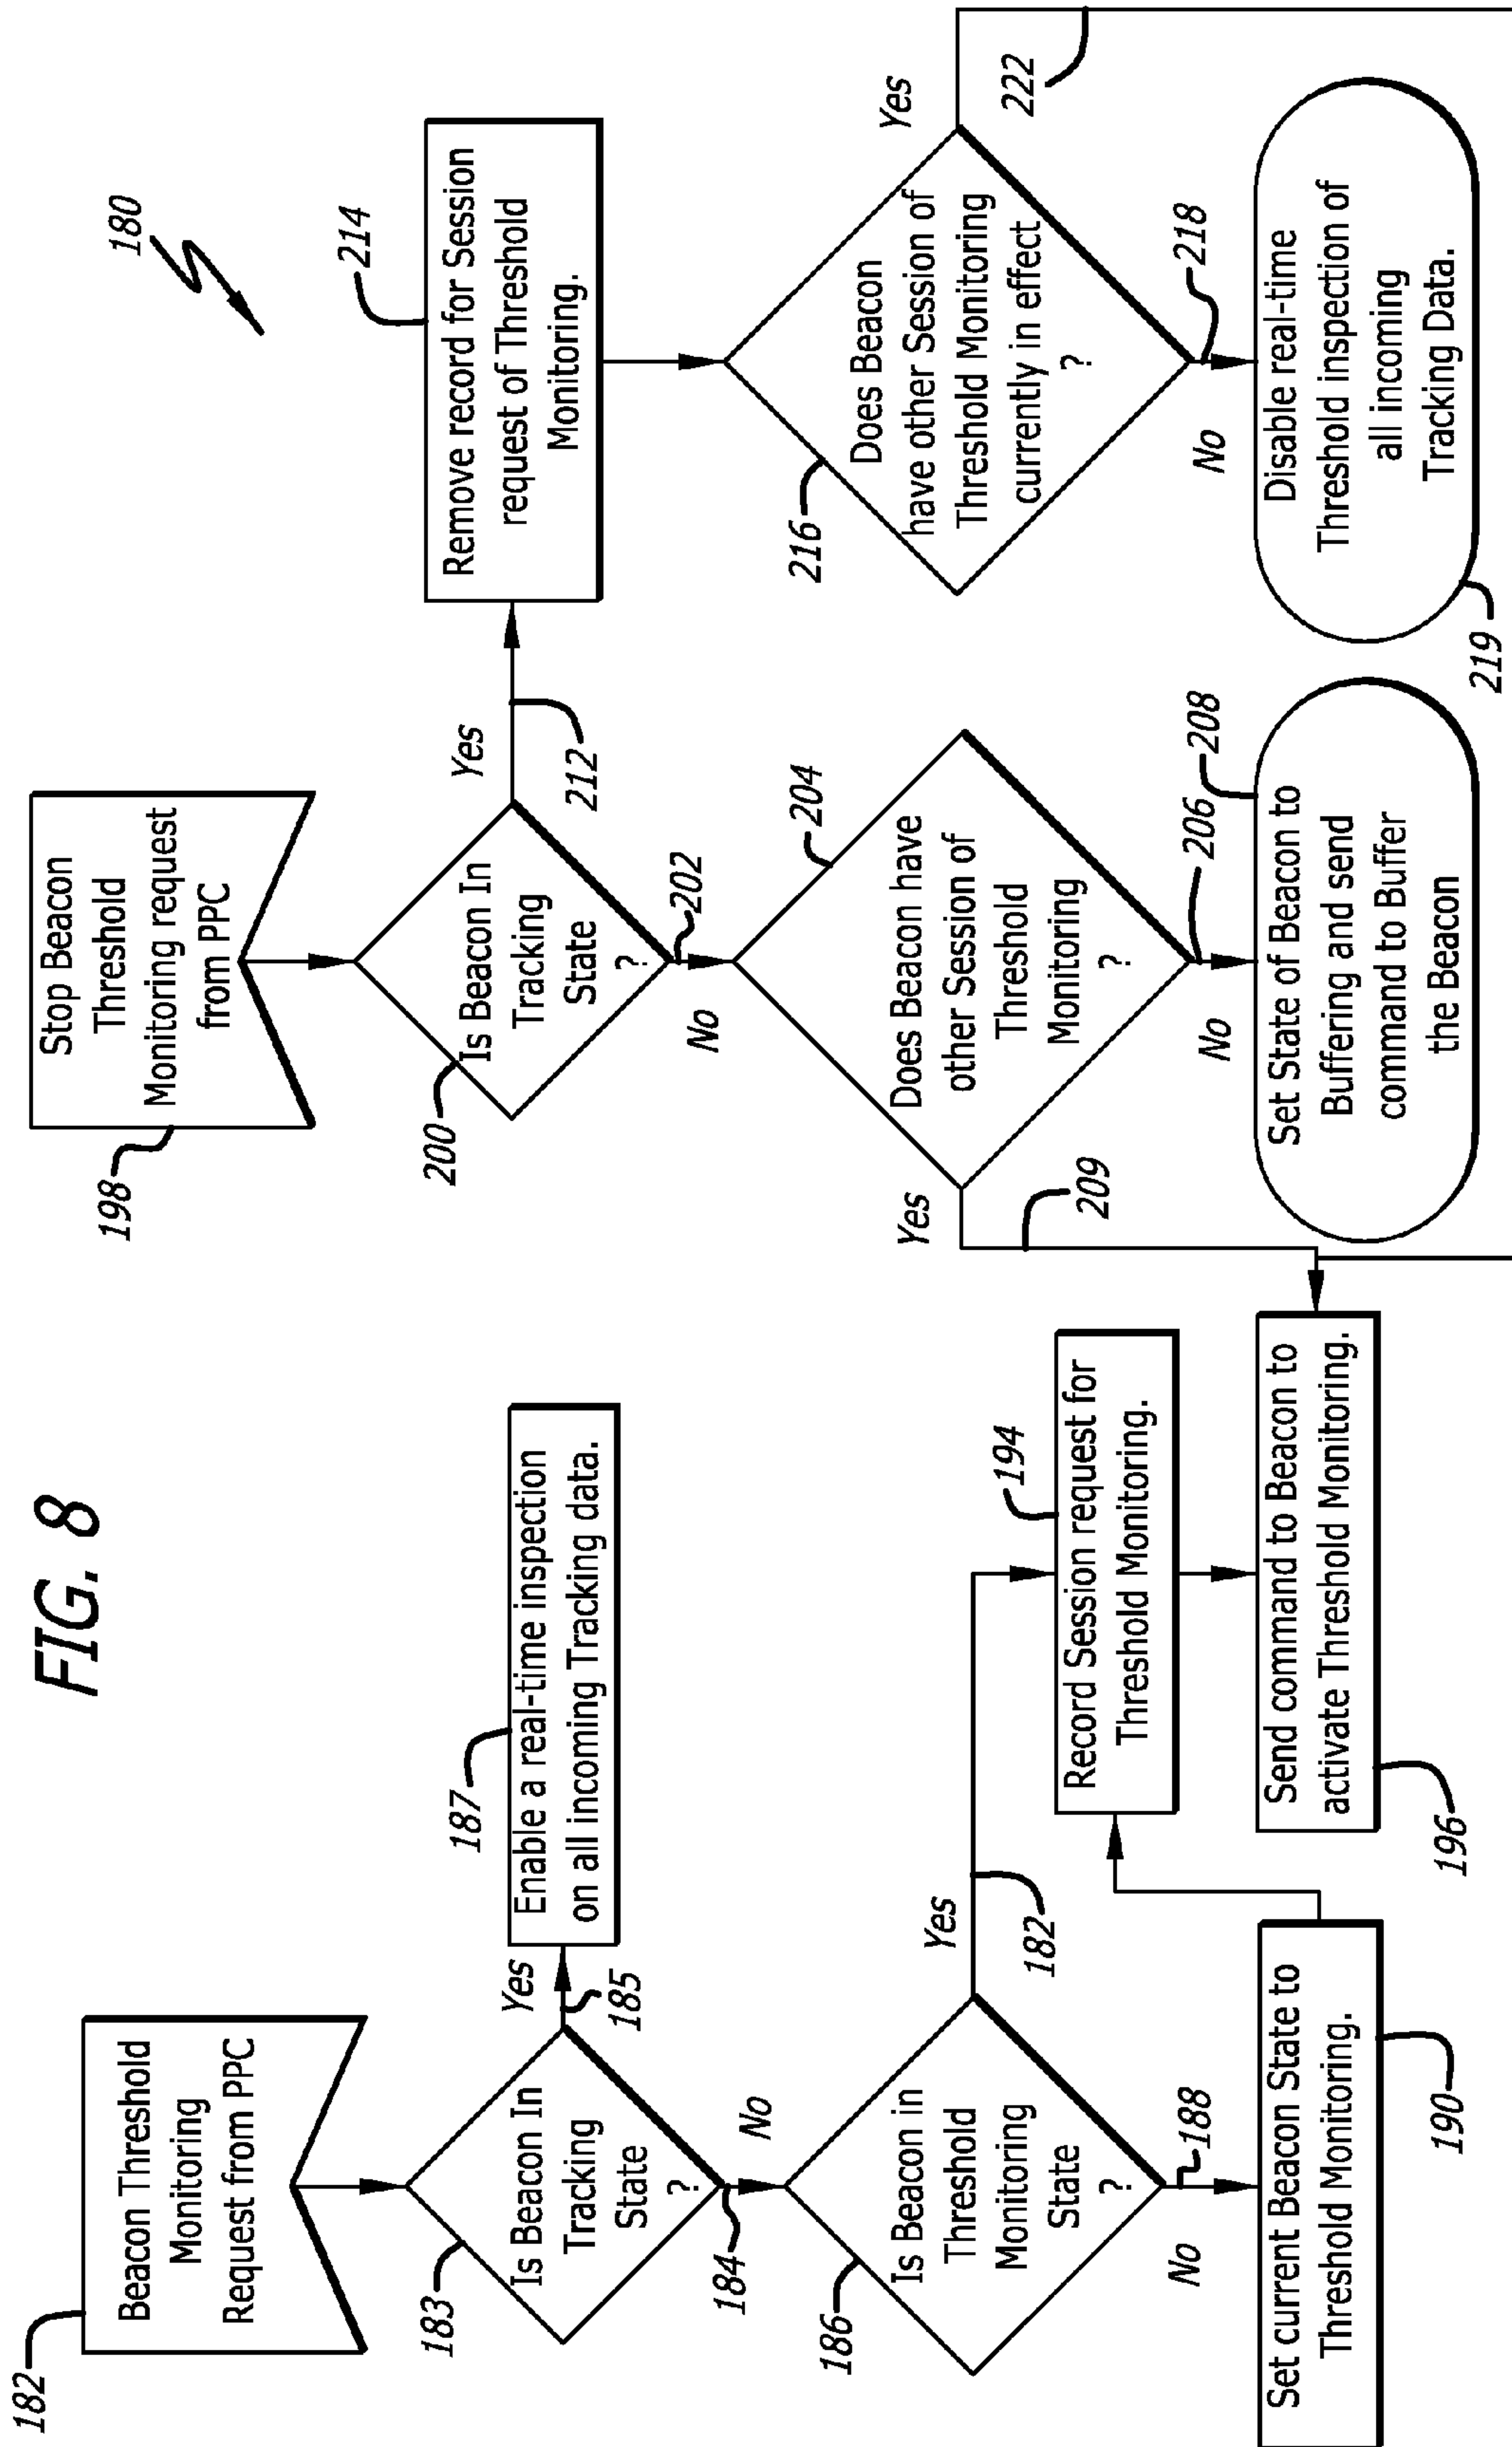 FIG. 8
180
182
Beacon Threshold
Monitoring
Request from PPC
183
Is Beacon In
Tracking
State
?
Yes
185
187
Enable a real-time inspection
on all incoming Tracking data.
184
No
186
Is Beacon in
Threshold
Monitoring
State
?
Yes
182
No
188
Set current Beacon State to
Threshold Monitoring.
190
194
Record Session request for
Threshold Monitoring.
Send command to Beacon to
activate Threshold Monitoring.
196
Stop Beacon
Threshold
Monitoring request
from PPC
198
200
Is Beacon In
Tracking
State
?
Yes
212
No
202
204
Does Beacon have
other Session of
Threshold
Monitoring
?
Yes
209
No
206
208
Set State of Beacon to
Buffering and send
command to Buffer
the Beacon
214
Remove record for Session
request of Threshold
Monitoring.
216
Does Beacon
have other Session of
Threshold Monitoring
currently in effect
?
Yes
222
No
218
Disable real-time
Threshold inspection of
all incoming
Tracking Data.
219